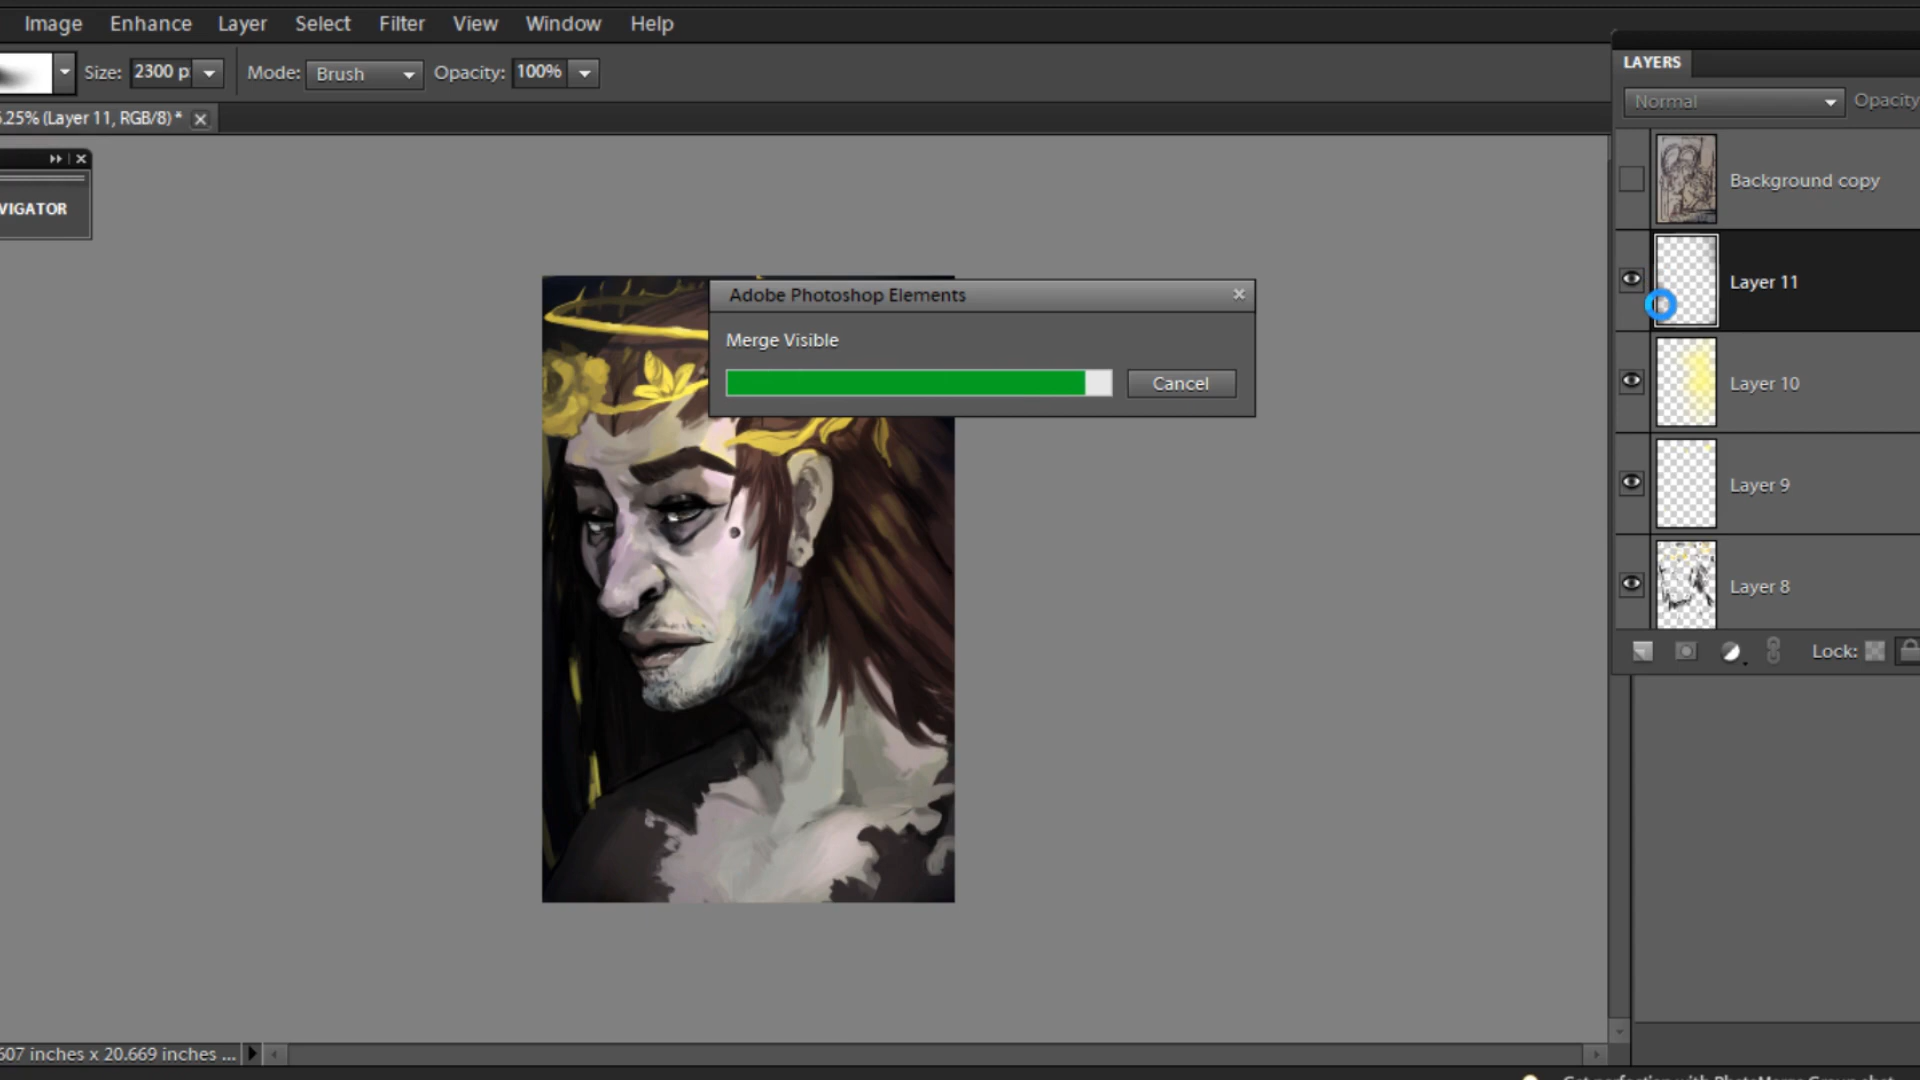 Image Enhance Layer Select Filter View Window Help
Size: 2300 p Mode: Brush Opacity: 100%
.25% (Layer 11, RGB/8) *
VIGATOR
Adobe Photoshop Elements
Merge Visible
Cancel
LAYERS
Normal Opacity
Background copy
Layer 11
Layer 10
Layer 9
Layer 8
Lock:
607 inches x 20.669 inches ...